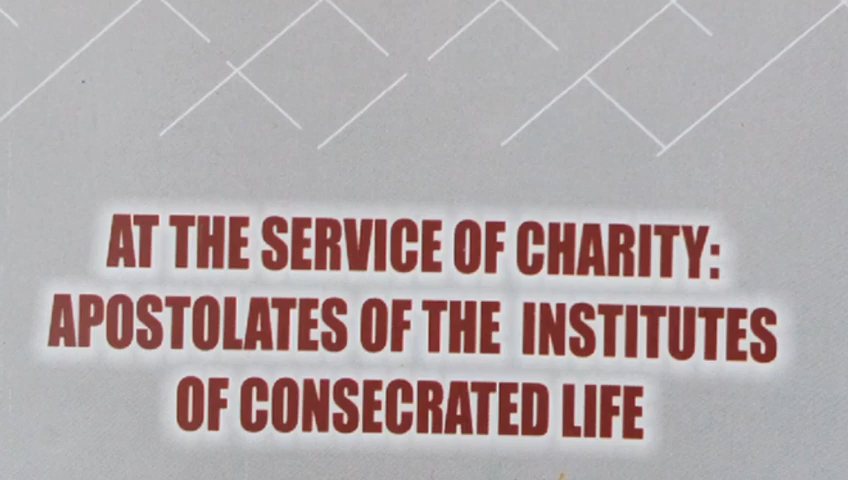 AT THE SERVICE OF CHARITY:
APOSTOLATES OF THE INSTITUTES
OF CONSECRATED LIFE